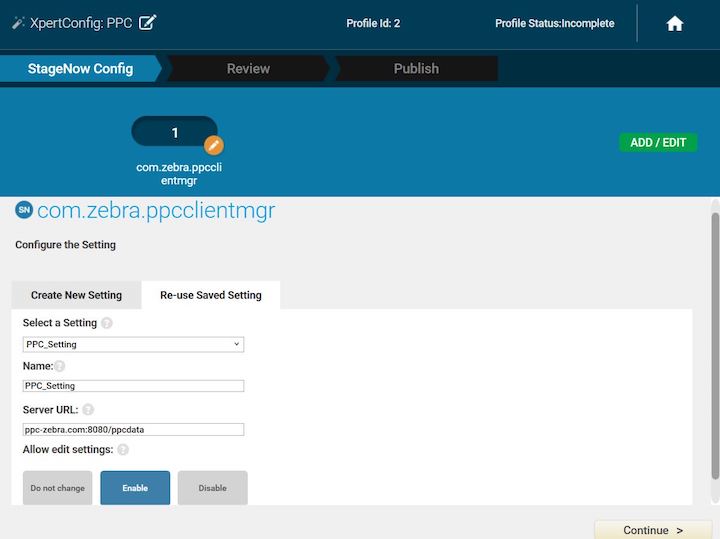 XpertConfig: PPC
Profile Id: 2
Profile Status:Incomplete
StageNow Config
Review
Publish
1
com.zebra.ppccli
entmgr
ADD / EDIT
SN com.zebra.ppcclientmgr
Configure the Setting
Create New Setting
Re-use Saved Setting
Select a Setting ?
PPC_Setting
Name: ?
PPC_Setting
Server URL: ?
ppc-zebra.com:8080/ppcdata
Allow edit settings: ?
Do not change
Enable
Disable
Continue >